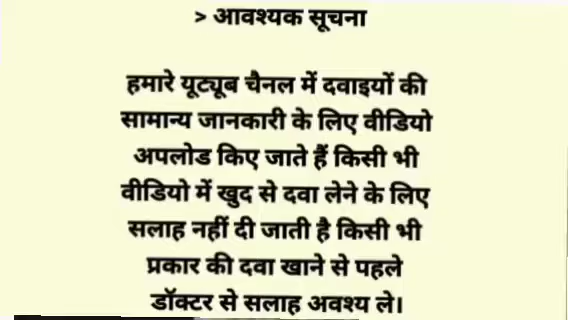 > आवश्यक सूचना
हमारे यूट्यूब चैनल में दवाइयों की
सामान्य जानकारी के लिए वीडियो
अपलोड किए जाते हैं किसी भी
वीडियो में खुद से दवा लेने के लिए
सलाह नहीं दी जाती है किसी भी
प्रकार की दवा खाने से पहले
डॉक्टर से सलाह अवश्य ले।